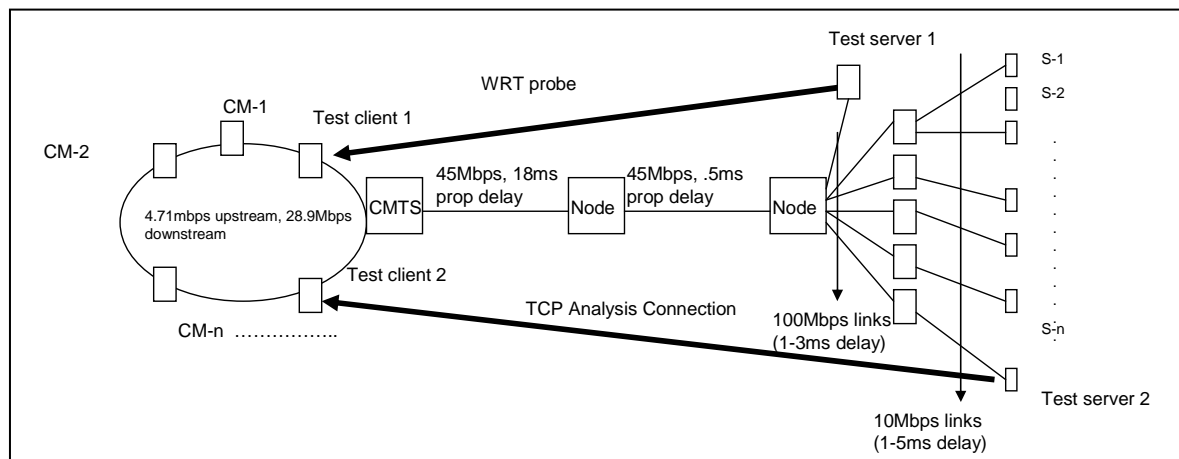 Test server 1
S-1
S-2
WRT probe
CM-1
Test client 1
CM-2
45Mbps, 18ms
prop delay
45Mbps, .5ms
prop delay
CMTS
Node
Node
4.71mbps upstream, 28.9Mbps
downstream
Test client 2
TCP Analysis Connection
CM-n ……………..
100Mbps links
(1-3ms delay)
S-n
Test server 2
10Mbps links
(1-5ms delay)